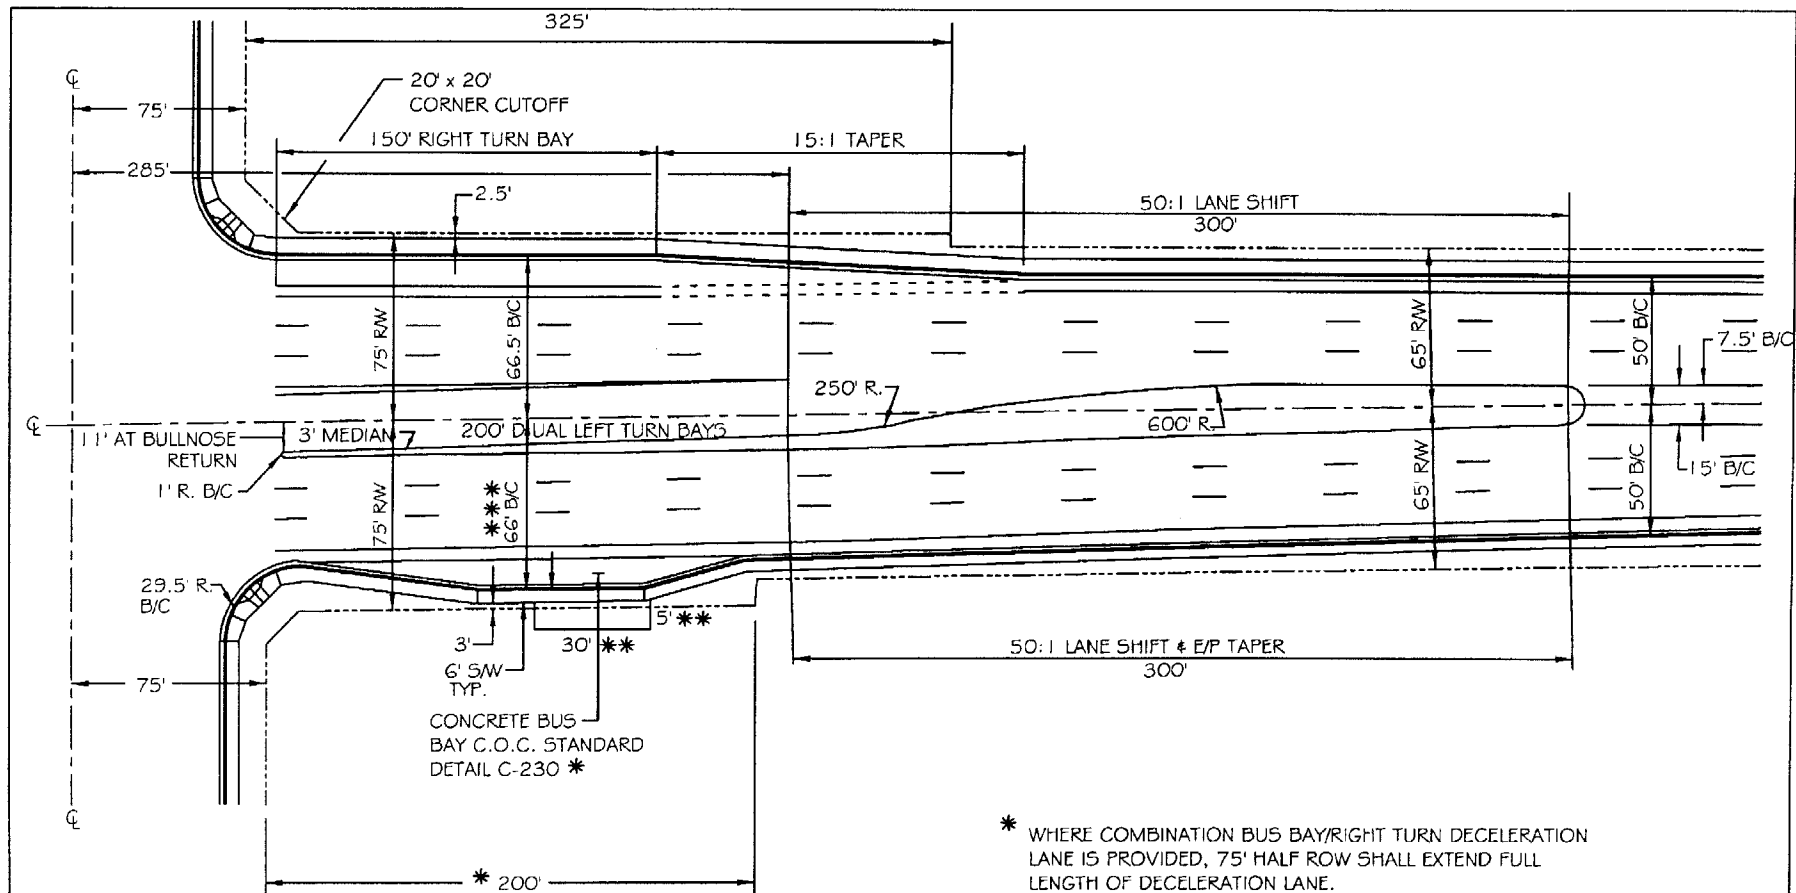 325'
℄
20' x 20'
CORNER CUTOFF
75'
150' RIGHT TURN BAY
15:1 TAPER
285'
2.5'
50:1 LANE SHIFT
300'
75' R/W
66.5' B/C
65' R/W
50' B/C
7.5' B/C
250' R.
600' R.
℄
11' AT BULLNOSE
RETURN
3' MEDIAN
200' DUAL LEFT TURN BAYS
1' R. B/C
15' B/C
75' R/W
***
66' B/C
65' R/W
50' B/C
29.5' R.
B/C
3'
30' **
5' **
6' S/W
TYP.
50:1 LANE SHIFT & E/P TAPER
300'
75'
CONCRETE BUS
BAY C.O.C. STANDARD
DETAIL C-230 *
℄
* 200'
* WHERE COMBINATION BUS BAY/RIGHT TURN DECELERATION
LANE IS PROVIDED, 75' HALF ROW SHALL EXTEND FULL
LENGTH OF DECELERATION LANE.